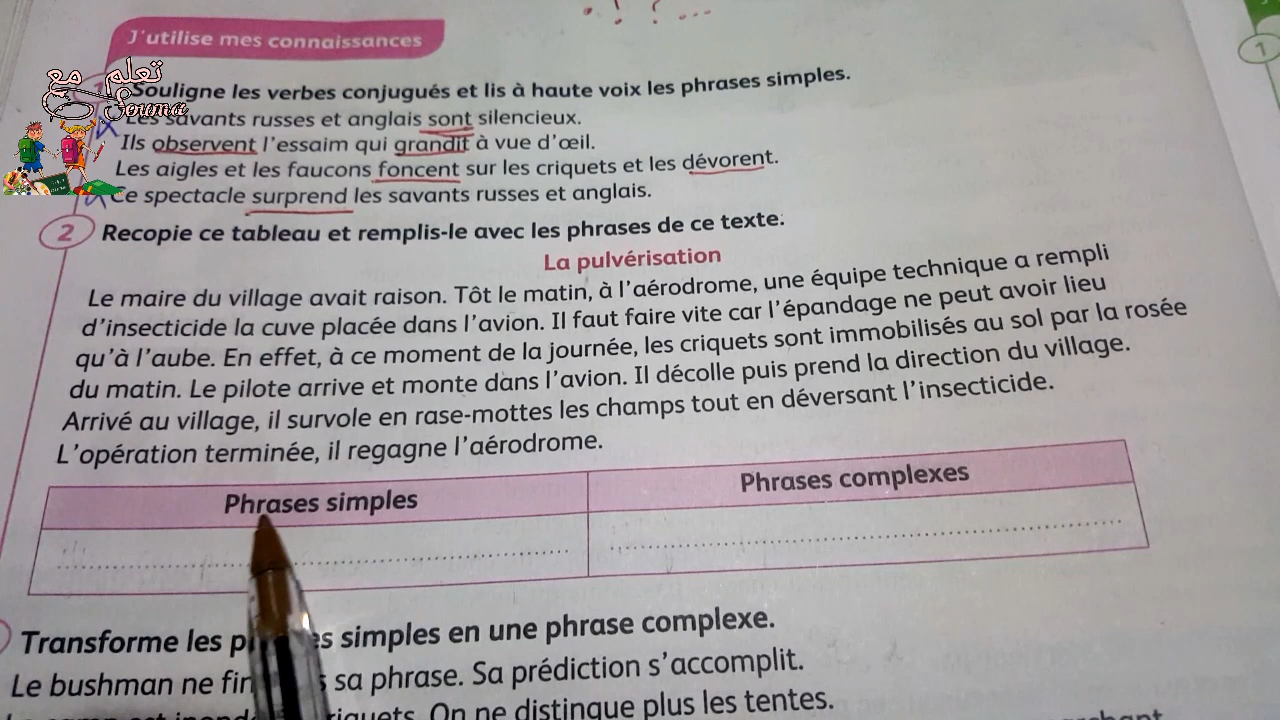 . ! ? ...
J'utilise mes connaissances
1
تعلم مع
Souma
Souligne les verbes conjugués et lis à haute voix les phrases simples.
Les savants russes et anglais sont silencieux.
Ils observent l'essaim qui grandit à vue d'œil.
Les aigles et les faucons foncent sur les criquets et les dévorent.
Ce spectacle surprend les savants russes et anglais.
2 Recopie ce tableau et remplis-le avec les phrases de ce texte.
La pulvérisation
Le maire du village avait raison. Tôt le matin, à l'aérodrome, une équipe technique a rempli
d'insecticide la cuve placée dans l'avion. Il faut faire vite car l'épandage ne peut avoir lieu
qu'à l'aube. En effet, à ce moment de la journée, les criquets sont immobilisés au sol par la rosée
du matin. Le pilote arrive et monte dans l'avion. Il décolle puis prend la direction du village.
Arrivé au village, il survole en rase-mottes les champs tout en déversant l'insecticide.
L'opération terminée, il regagne l'aérodrome.
Phrases simples Phrases complexes
Transforme les simples en une phrase complexe.
Le bushman ne sa phrase. Sa prédiction s'accomplit.
On ne distingue plus les tentes.